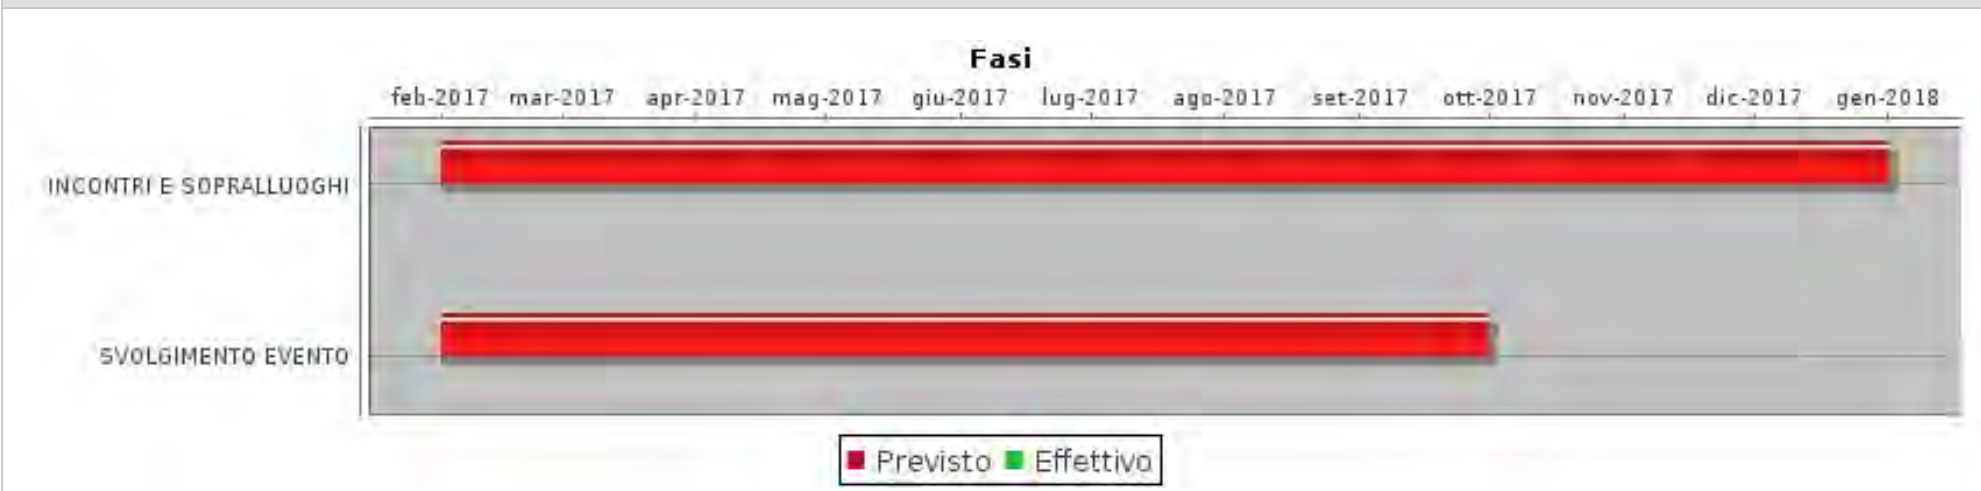 Fasi
feb-2017 mar-2017 apr-2017 mag-2017 giu-2017 lug-2017 ago-2017 set-2017 ott-2017 nov-2017 dic-2017 gen-2018
INCONTRI E SOPRALLUOGHI
SVOLGIMENTO EVENTO
Previsto Effettivo